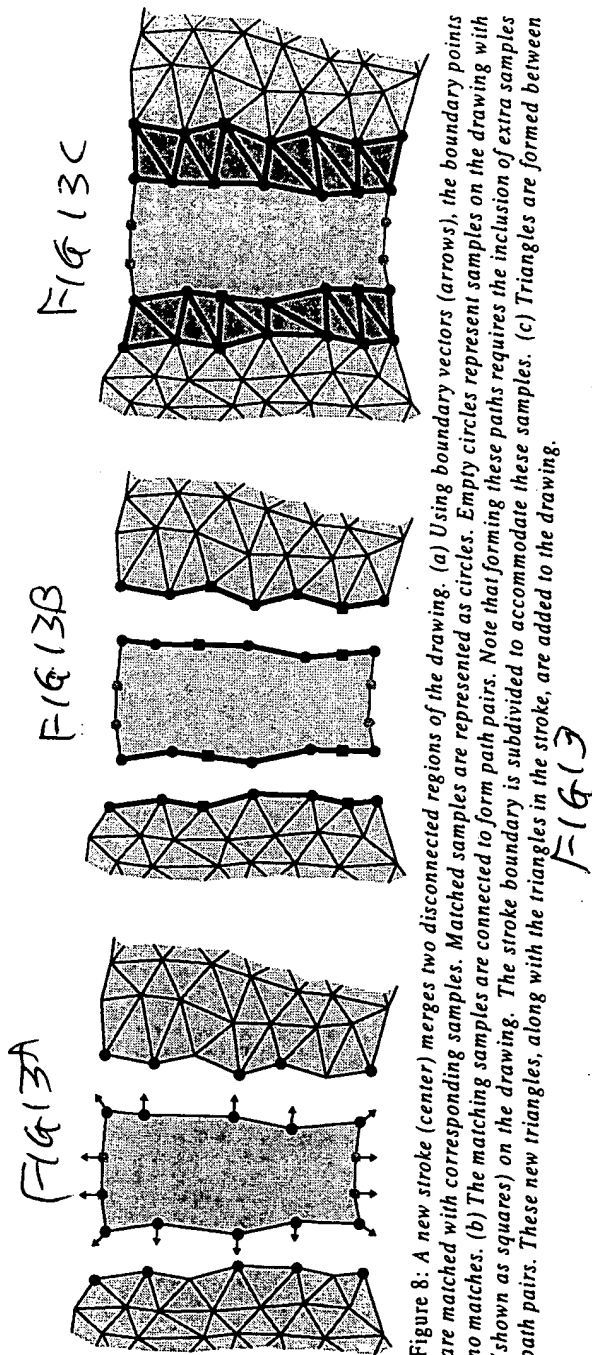 FIG 13A
FIG 13B
FIG 13C
Figure 8: A new stroke (center) merges two disconnected regions of the drawing. (a) Using boundary vectors (arrows), the boundary points
are matched with corresponding samples. Matched samples are represented as circles. Empty circles represent samples on the drawing with
no matches. (b) The matching samples are connected to form path pairs. Note that forming these paths requires the inclusion of extra samples
(shown as squares) on the drawing. The stroke boundary is subdivided to accommodate these samples. (c) Triangles are formed between
path pairs. These new triangles, along with the triangles in the stroke, are added to the drawing.
FIG 13